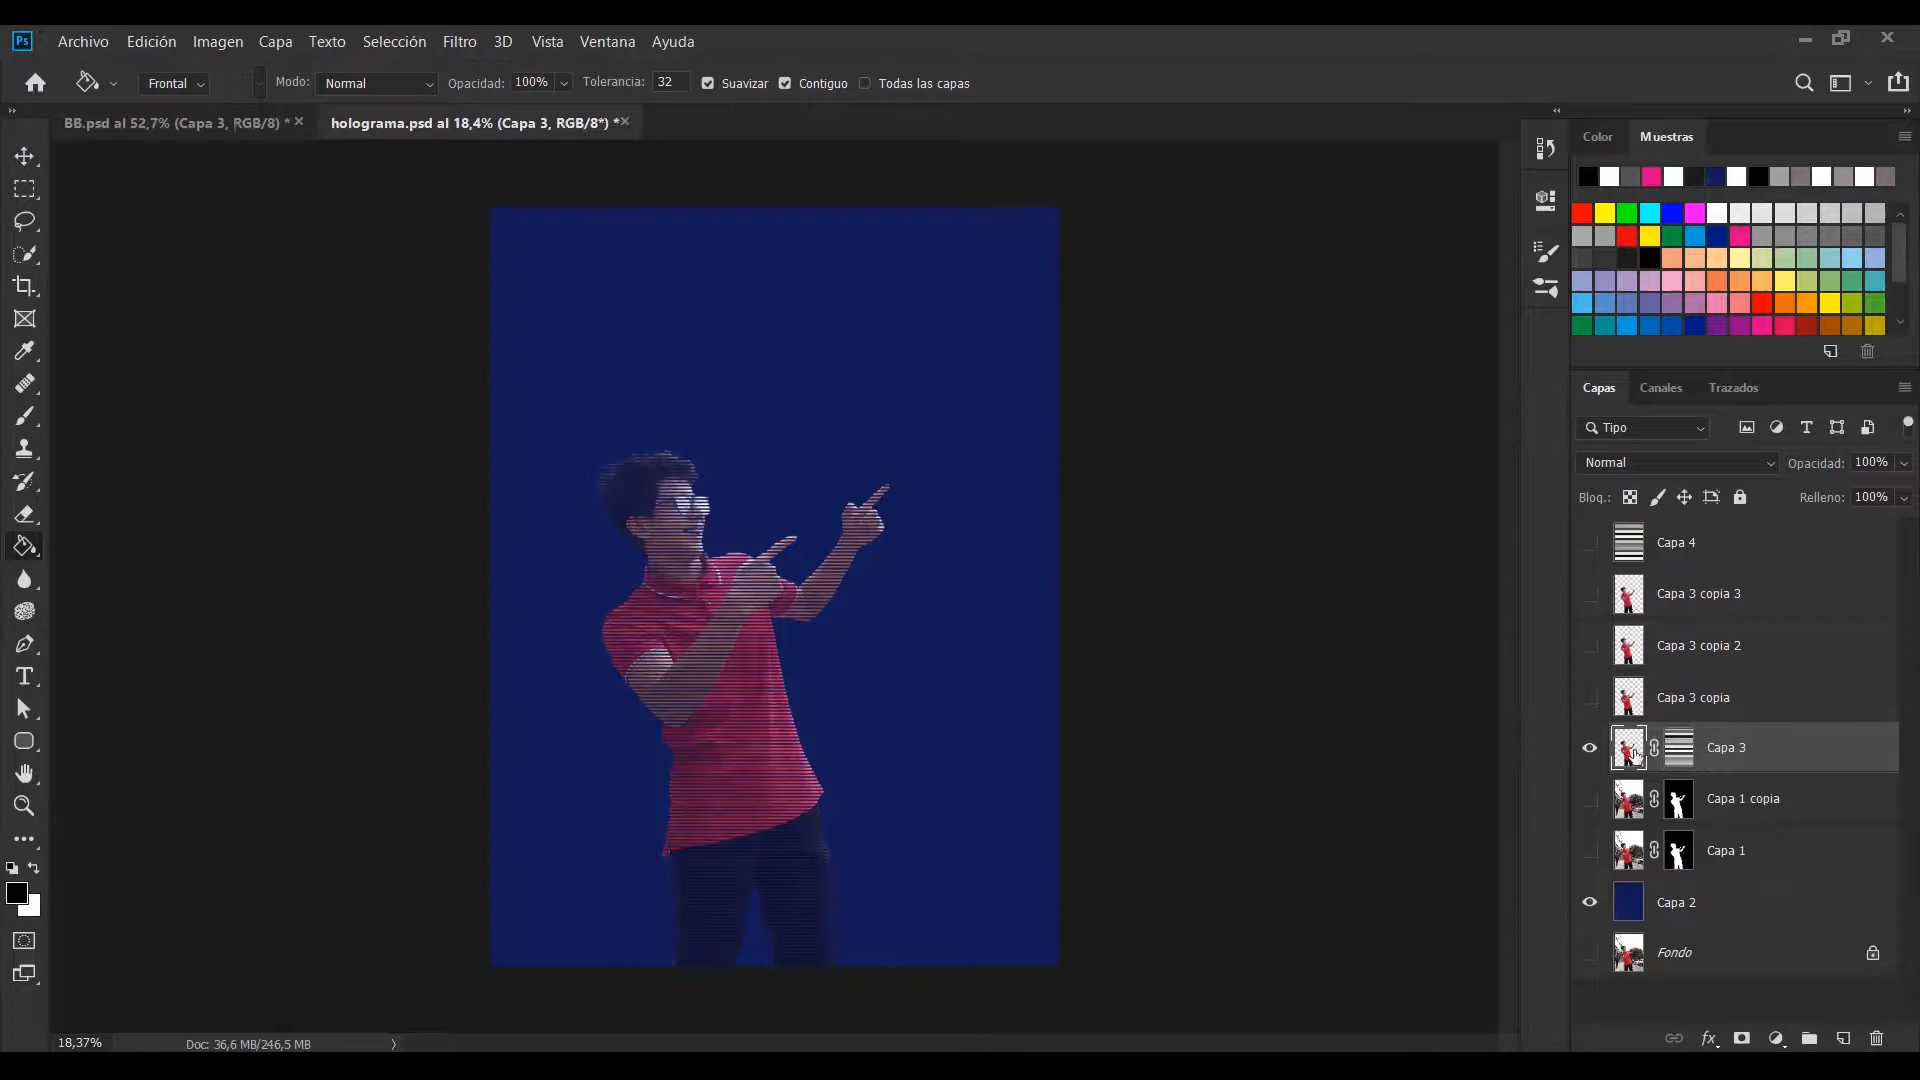 Ps Archivo Edición Imagen Capa Texto Selección Filtro 3D Vista Ventana Ayuda
Frontal Modo: Normal Opacidad: 100% Tolerancia: 32 Suavizar Contiguo Todas las capas
BB.psd al 52,7% (Capa 3, RGB/8) * holograma.psd al 18,4% (Capa 3, RGB/8*) *
Color Muestras
Capas Canales Trazados
Tipo
Normal Opacidad: 100%
Bloq.: Relleno: 100%
Capa 4
Capa 3 copia 3
Capa 3 copia 2
Capa 3 copia
Capa 3
Capa 1 copia
Capa 1
Capa 2
Fondo
18,37% Doc: 36,6 MB/246,5 MB
fx